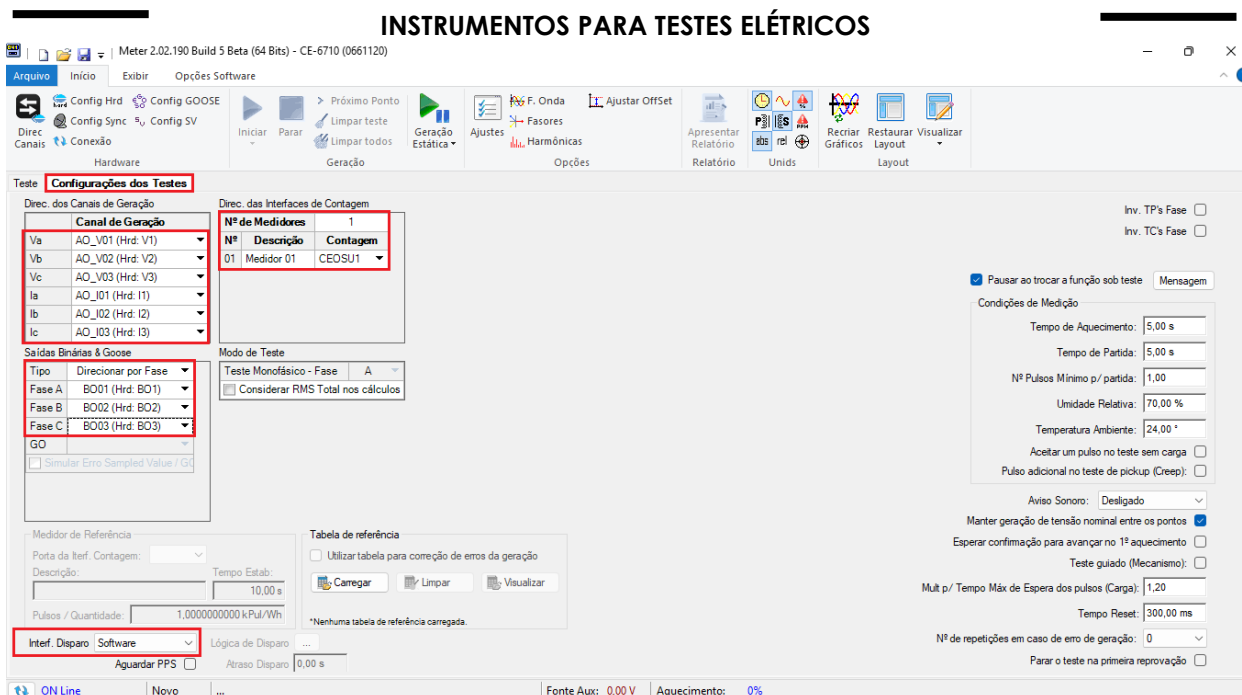 INSTRUMENTOS PARA TESTES ELÉTRICOS
Meter 2.02.190 Build 5 Beta (64 Bits) - CE-6710 (0661120)
Arquivo Início Exibir Opções Software
Direc Canais
Config Hrd
Config GOOSE
Config Sync
Config SV
Conexão
Hardware
Iniciar
Parar
Próximo Ponto
Limpar teste
Limpar todos
Geração Estática
Geração
Ajustes
F. Onda
Fasores
Harmônicas
Ajustar OffSet
Opções
Apresentar Relatório
Relatório
abs rel
Unids
Recriar Gráficos
Restaurar Layout
Visualizar
Layout
Teste Configurações dos Testes
Direc. dos Canais de Geração
Canal de Geração
Va AO_V01 (Hrd: V1)
Vb AO_V02 (Hrd: V2)
Vc AO_V03 (Hrd: V3)
Ia AO_I01 (Hrd: I1)
Ib AO_I02 (Hrd: I2)
Ic AO_I03 (Hrd: I3)
Direc. das Interfaces de Contagem
Nº de Medidores 1
Nº Descrição Contagem
01 Medidor 01 CEOSU1
Saídas Binárias & Goose
Tipo Direcionar por Fase
Fase A BO01 (Hrd: BO1)
Fase B BO02 (Hrd: BO2)
Fase C BO03 (Hrd: BO3)
GO
Simular Erro Sampled Value / GO
Modo de Teste
Teste Monofásico - Fase A
Considerar RMS Total nos cálculos
Inv. TP's Fase
Inv. TC's Fase
Pausar ao trocar a função sob teste Mensagem
Condições de Medição
Tempo de Aquecimento: 5,00 s
Tempo de Partida: 5,00 s
Nº Pulsos Mínimo p/ partida: 1,00
Umidade Relativa: 70,00 %
Temperatura Ambiente: 24,00 °
Aceitar um pulso no teste sem carga
Pulso adicional no teste de pickup (Creep):
Aviso Sonoro: Desligado
Manter geração de tensão nominal entre os pontos
Esperar confirmação para avançar no 1º aquecimento
Teste guiado (Mecanismo):
Mult p/ Tempo Máx de Espera dos pulsos (Carga): 1,20
Tempo Reset: 300,00 ms
Nº de repetições em caso de erro de geração: 0
Parar o teste na primeira reprovação
Medidor de Referência
Porta da Iterf. Contagem:
Descrição:
Tempo Estab:
10,00 s
Pulsos / Quantidade: 1,0000000000 kPul/Wh
Tabela de referência
Utilizar tabela para correção de erros da geração
Carregar Limpar Visualizar
*Nenhuma tabela de referência carregada.
Interf. Disparo Software Lógica de Disparo ...
Aguardar PPS Atraso Disparo 0,00 s
ON Line Novo ... Fonte Aux: 0.00 V Aquecimento: 0%